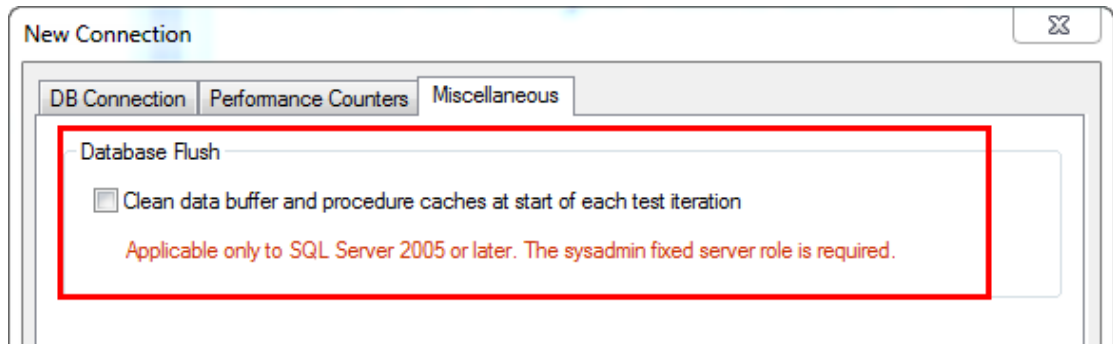 New Connection
DB Connection Performance Counters Miscellaneous
Database Flush
Clean data buffer and procedure caches at start of each test iteration
Applicable only to SQL Server 2005 or later. The sysadmin fixed server role is required.